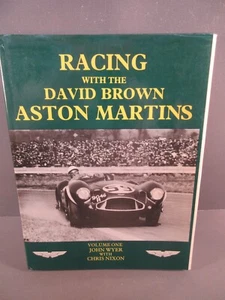 RACING
WITH THE
DAVID BROWN
ASTON MARTINS
VOLUME ONE
JOHN WYER
WITH
CHRIS NIXON